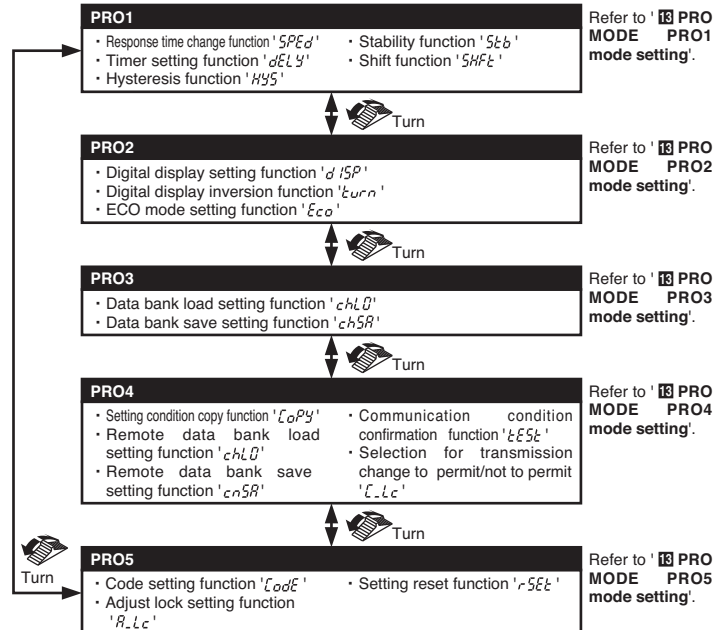 PRO1
・Response time change function 'SPEd'
・Timer setting function 'dELY'
・Hysteresis function 'HYS'
・Stability function 'Stb'
・Shift function 'SHFt'
Refer to ' 13 PRO
MODE PRO1
mode setting'.
Turn
PRO2
・Digital display setting function 'dISP'
・Digital display inversion function 'turn'
・ECO mode setting function 'Eco'
Refer to ' 13 PRO
MODE PRO2
mode setting'.
Turn
PRO3
・Data bank load setting function 'chLO'
・Data bank save setting function 'chSA'
Refer to ' 13 PRO
MODE PRO3
mode setting'.
Turn
PRO4
・Setting condition copy function 'CoPY'
・Remote data bank load
setting function 'chLO'
・Remote data bank save
setting function 'cnSA'
・Communication condition
confirmation function 'tESt'
・Selection for transmission
change to permit/not to permit
'C_Lc'
Refer to ' 13 PRO
MODE PRO4
mode setting'.
Turn
Turn
PRO5
・Code setting function 'CodE'
・Adjust lock setting function
'A_Lc'
・Setting reset function 'rSEt'
Refer to ' 13 PRO
MODE PRO5
mode setting'.